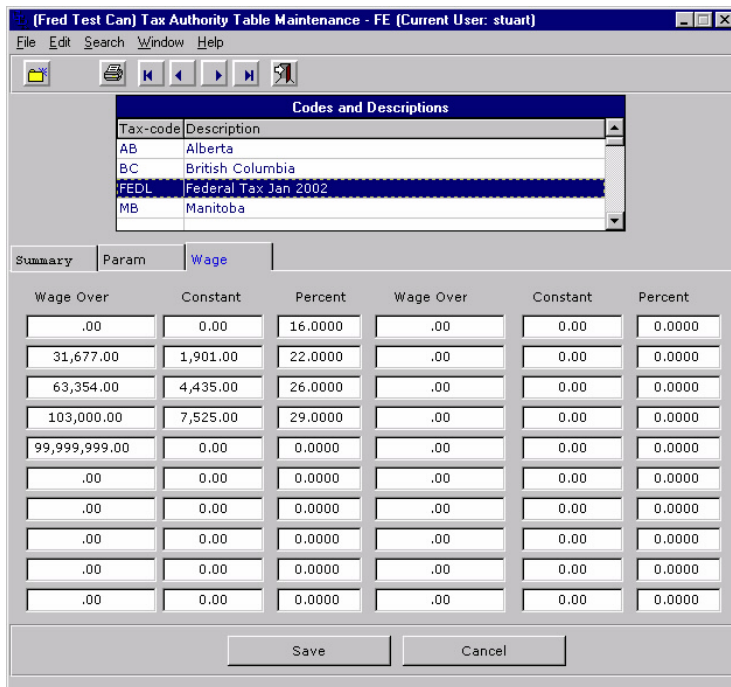 (Fred Test Can) Tax Authority Table Maintenance - FE (Current User: stuart)
File Edit Search Window Help
Codes and Descriptions
Tax-code Description
AB Alberta
BC British Columbia
FEDL Federal Tax Jan 2002
MB Manitoba
Summary Param Wage
Wage Over Constant Percent Wage Over Constant Percent
.00 0.00 16.0000 .00 0.00 0.0000
31,677.00 1,901.00 22.0000 .00 0.00 0.0000
63,354.00 4,435.00 26.0000 .00 0.00 0.0000
103,000.00 7,525.00 29.0000 .00 0.00 0.0000
99,999,999.00 0.00 0.0000 .00 0.00 0.0000
.00 0.00 0.0000 .00 0.00 0.0000
.00 0.00 0.0000 .00 0.00 0.0000
.00 0.00 0.0000 .00 0.00 0.0000
.00 0.00 0.0000 .00 0.00 0.0000
.00 0.00 0.0000 .00 0.00 0.0000
Save Cancel